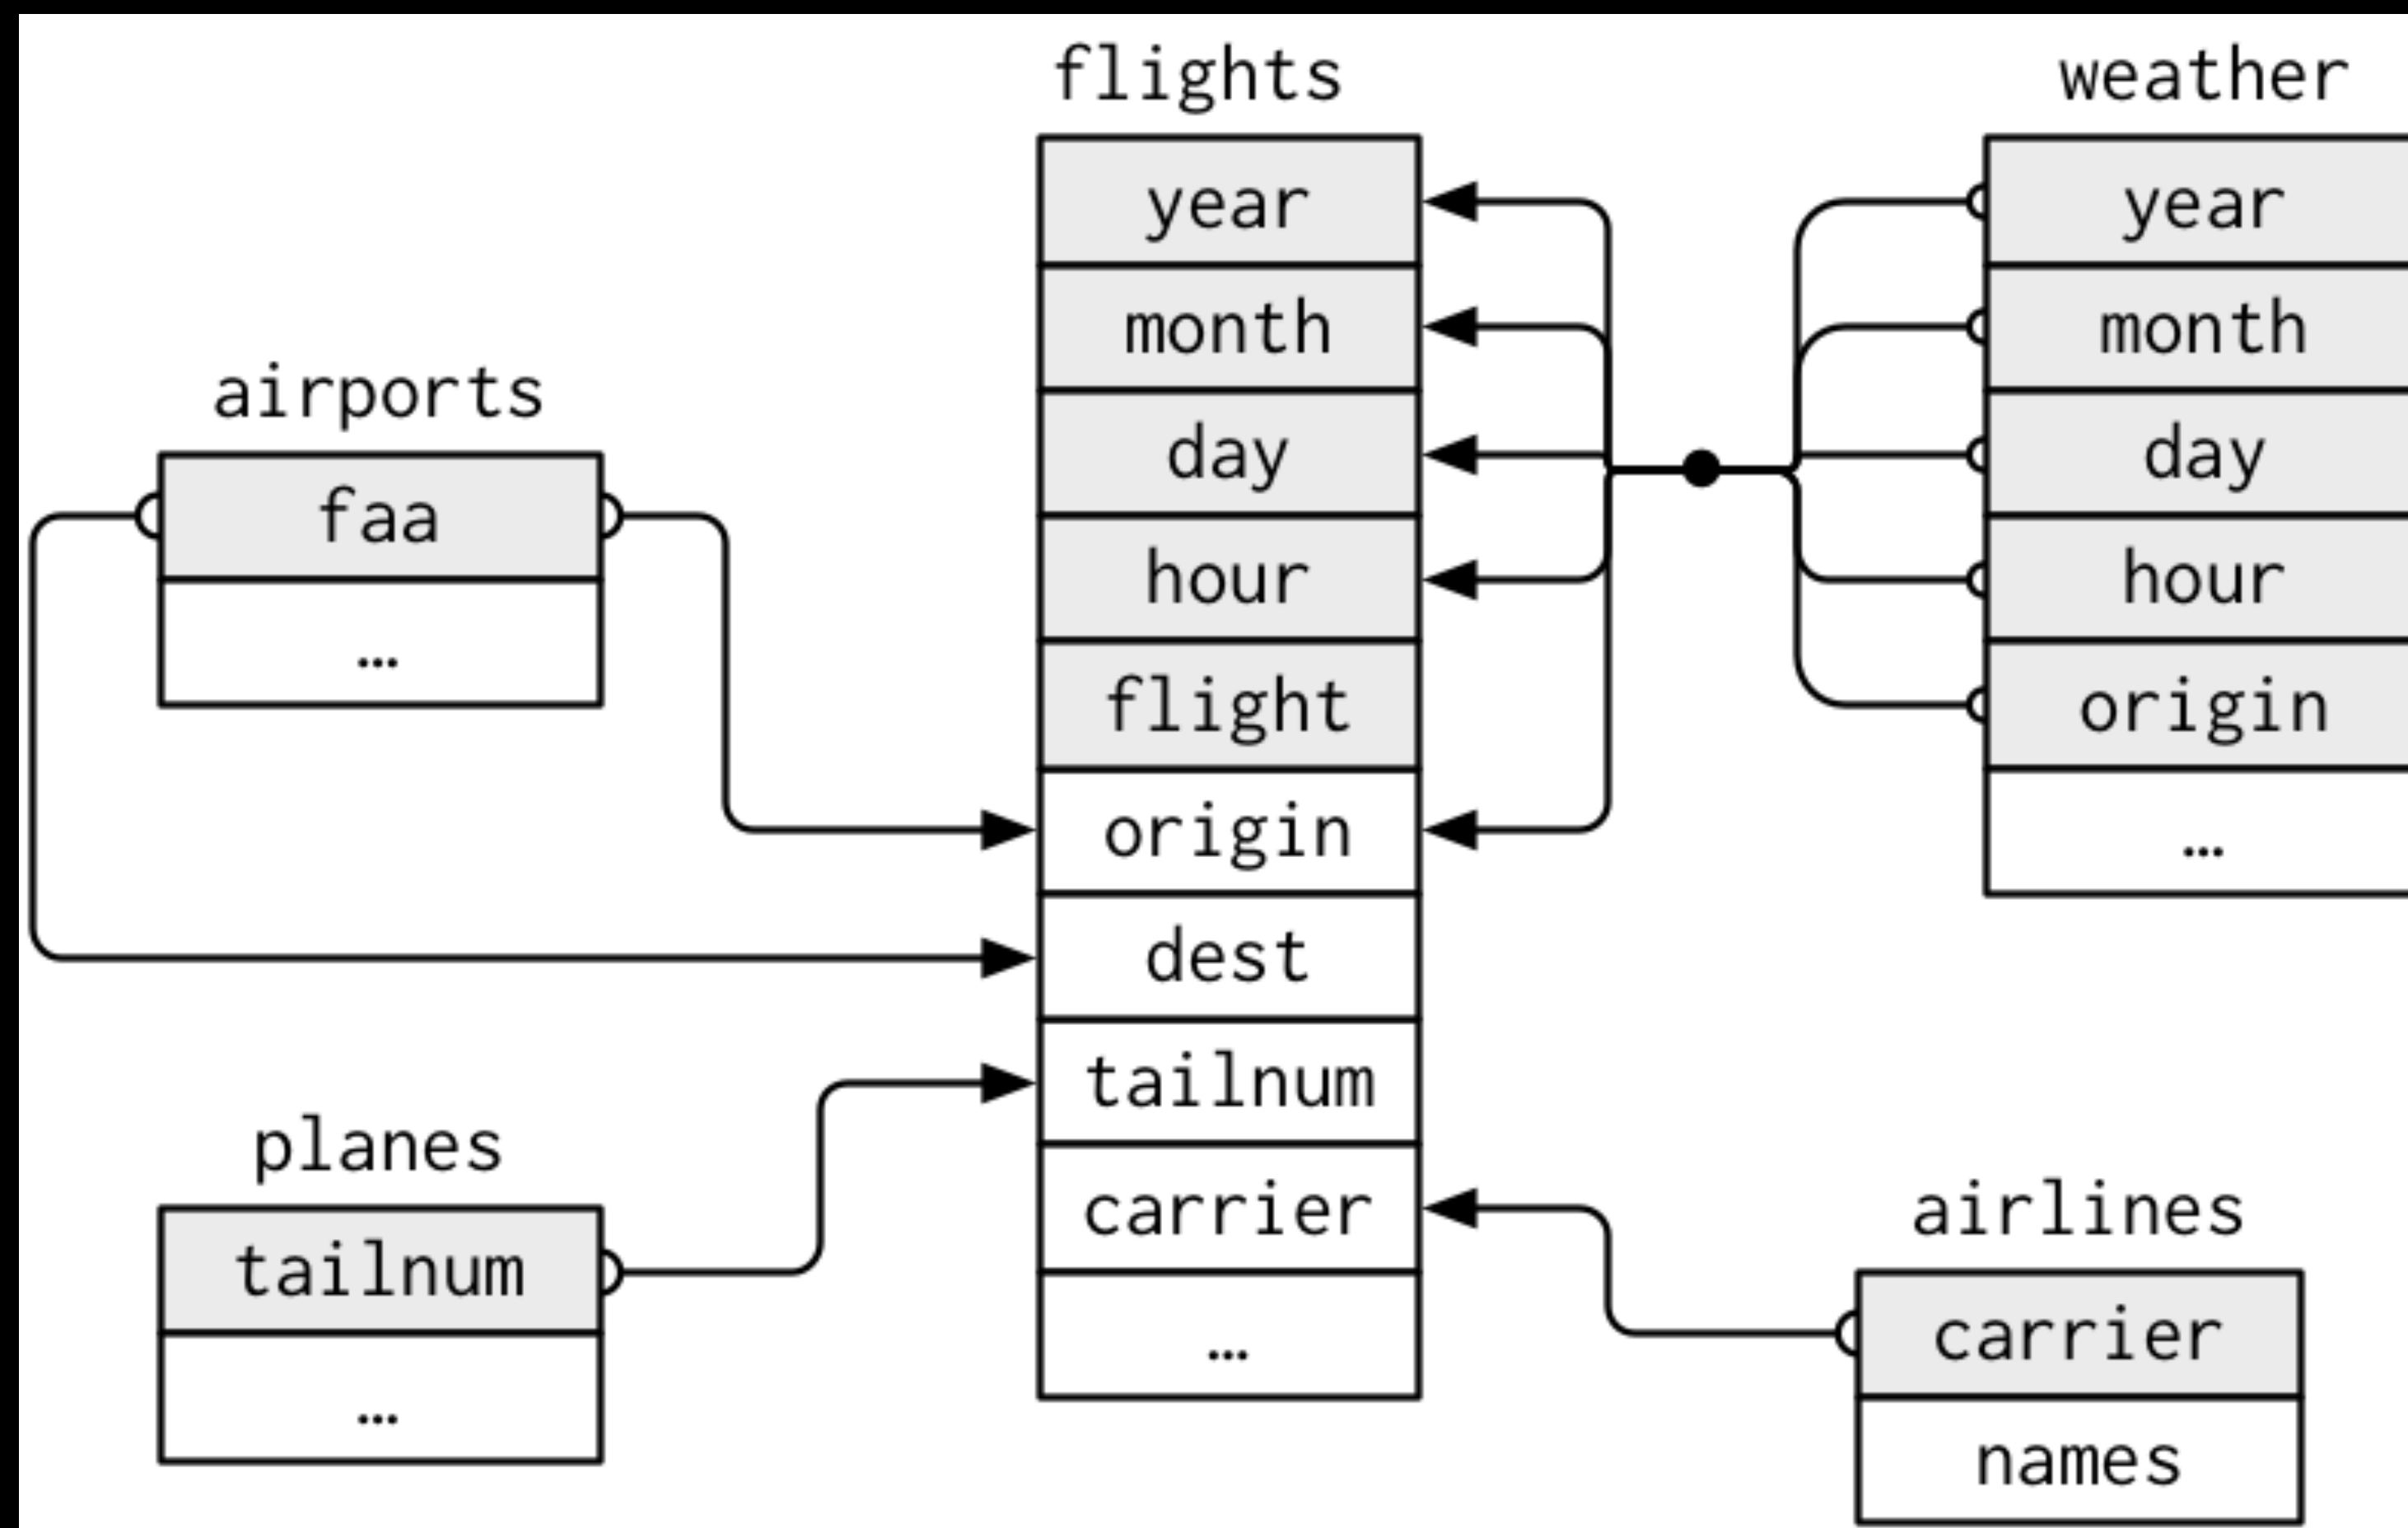 airports
faa
…
planes
tailnum
…
flights
year
month
day
hour
flight
origin
dest
tailnum
carrier
…
weather
year
month
day
hour
origin
…
airlines
carrier
names